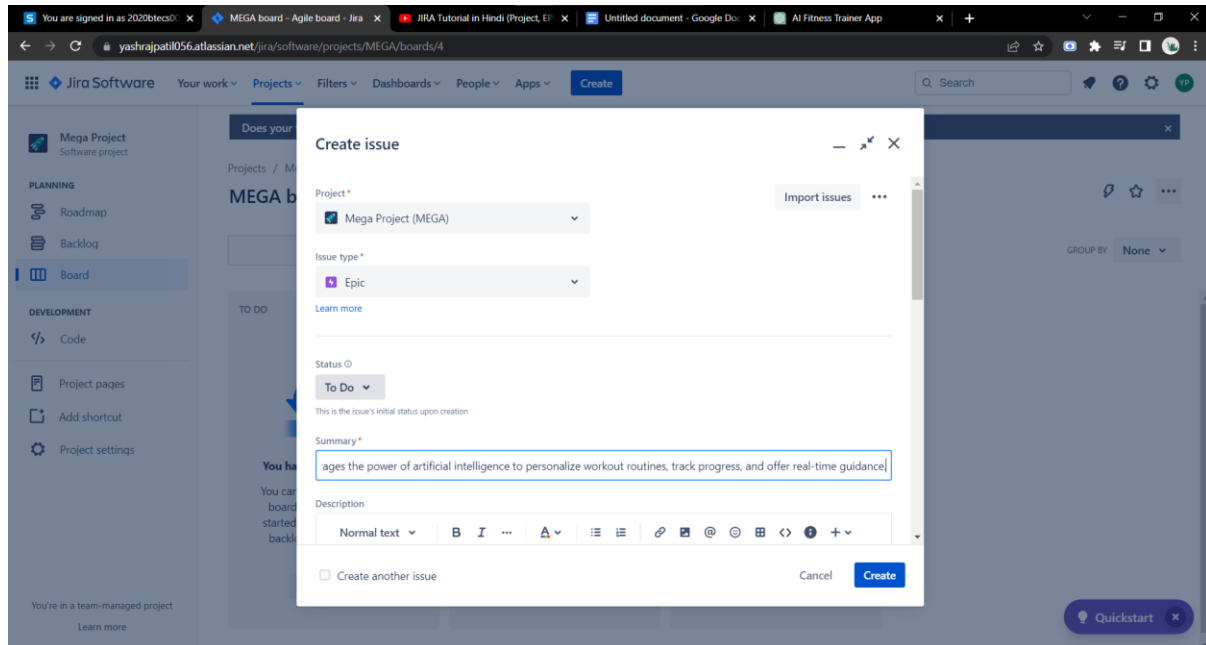 You are signed in as 2020btecs00
MEGA board - Agile board - Jira
JIRA Tutorial in Hindi (Project, EP
Untitled document - Google Doc
AI Fitness Trainer App
yashrajpatil056.atlassian.net/jira/software/projects/MEGA/boards/4
Jira Software
Your work
Projects
Filters
Dashboards
People
Apps
Create
Search
YP
Mega Project
Software project
PLANNING
Roadmap
Backlog
Board
DEVELOPMENT
Code
Project pages
Add shortcut
Project settings
You're in a team-managed project
Learn more
Does your
Projects / M
MEGA b
GROUP BY None
TO DO
You ha
You car
board
started
backl
Create issue
Project*
Import issues
Mega Project (MEGA)
Issue type*
Epic
Learn more
Status
To Do
This is the issue's initial status upon creation
Summary*
rages the power of artificial intelligence to personalize workout routines, track progress, and offer real-time guidance.
Description
Normal text
B I ... A
Create another issue
Cancel
Create
Quickstart